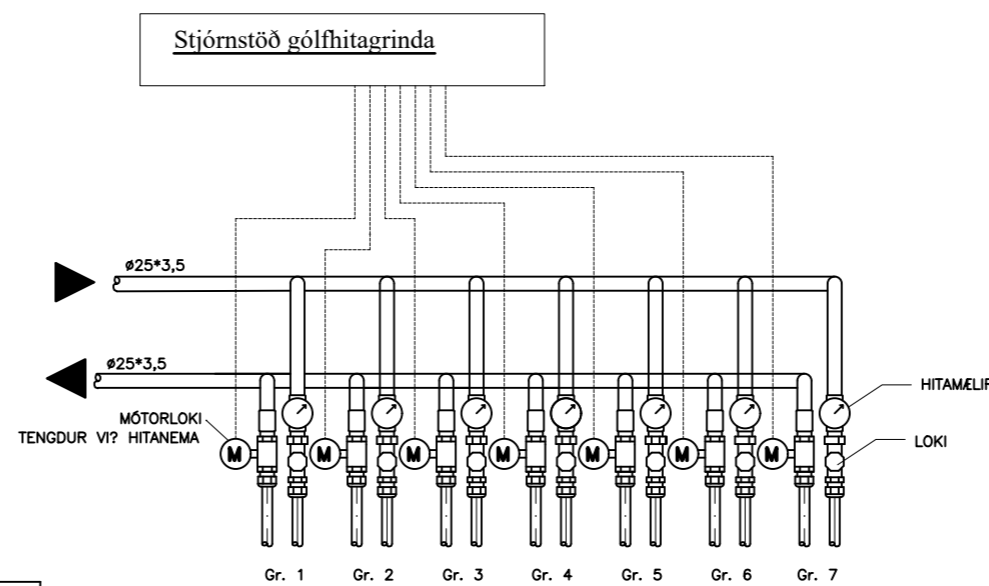 Stjórnstöð gólfhitagrinda
ø25*3,5
ø25*3,5
MÓTORLOKI
TENGDUR VI? HITANEMA
HITAMÆLIR
LOKI
M M M M M M M
Gr. 1 Gr. 2 Gr. 3 Gr. 4 Gr. 5 Gr. 6 Gr. 7